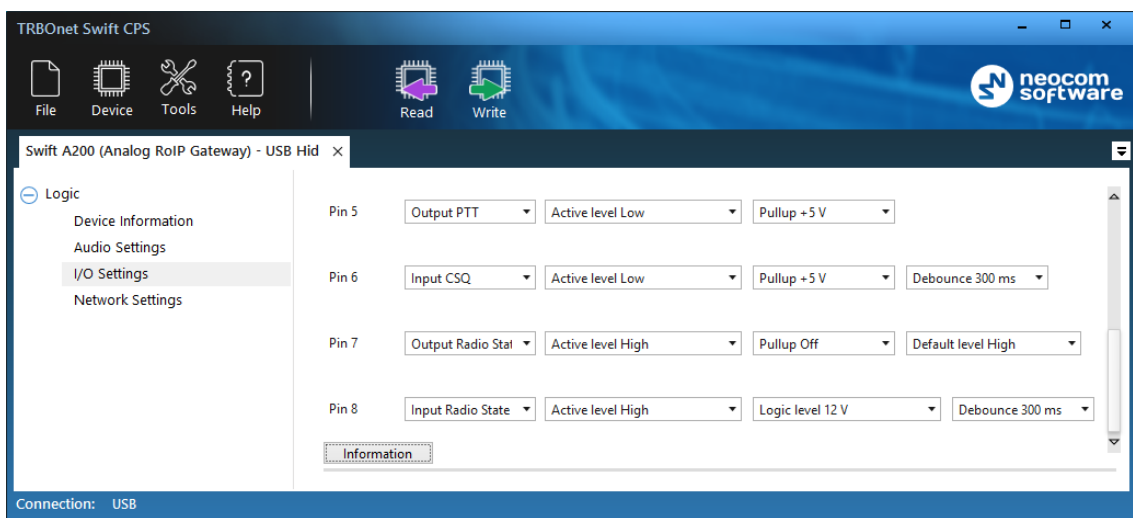 TRBOnet Swift CPS
File Device Tools Help Read Write
neocom
software
Swift A200 (Analog RoIP Gateway) - USB Hid
Logic
Device Information
Audio Settings
I/O Settings
Network Settings
Pin 5 Output PTT Active level Low Pullup +5 V
Pin 6 Input CSQ Active level Low Pullup +5 V Debounce 300 ms
Pin 7 Output Radio Stat Active level High Pullup Off Default level High
Pin 8 Input Radio State Active level High Logic level 12 V Debounce 300 ms
Information
Connection: USB